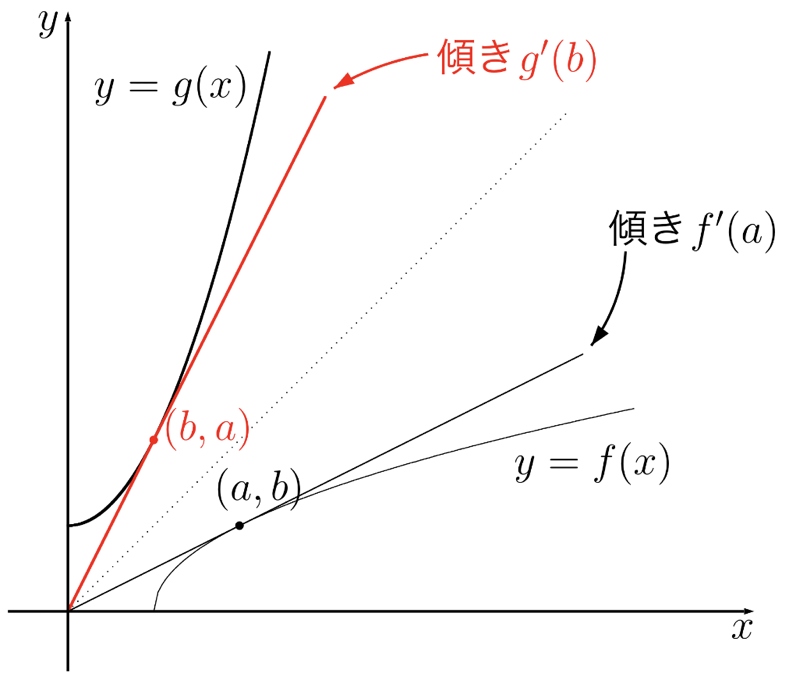 y
y = g(x)
傾き g′(b)
傾き f′(a)
(b, a)
(a, b)
y = f(x)
x